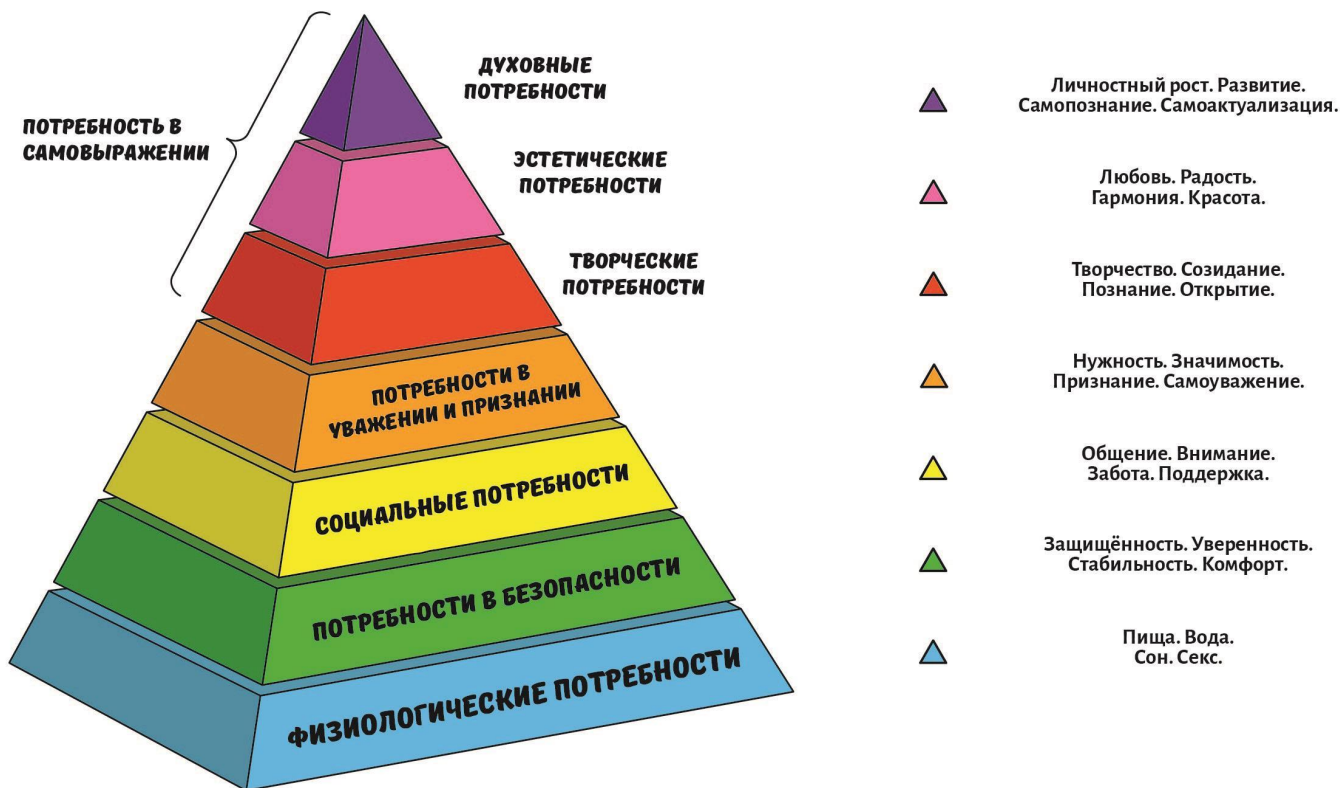 ПОТРЕБНОСТЬ В
САМОВЫРАЖЕНИИ
ДУХОВНЫЕ
ПОТРЕБНОСТИ
ЭСТЕТИЧЕСКИЕ
ПОТРЕБНОСТИ
ТВОРЧЕСКИЕ
ПОТРЕБНОСТИ
ПОТРЕБНОСТИ В
УВАЖЕНИИ И ПРИЗНАНИИ
СОЦИАЛЬНЫЕ ПОТРЕБНОСТИ
ПОТРЕБНОСТИ В БЕЗОПАСНОСТИ
ФИЗИОЛОГИЧЕСКИЕ ПОТРЕБНОСТИ
Личностный рост. Развитие.
Самопознание. Самоактуализация.
Любовь. Радость.
Гармония. Красота.
Творчество. Созидание.
Познание. Открытие.
Нужность. Значимость.
Признание. Самоуважение.
Общение. Внимание.
Забота. Поддержка.
Защищённость. Уверенность.
Стабильность. Комфорт.
Пища. Вода.
Сон. Секс.